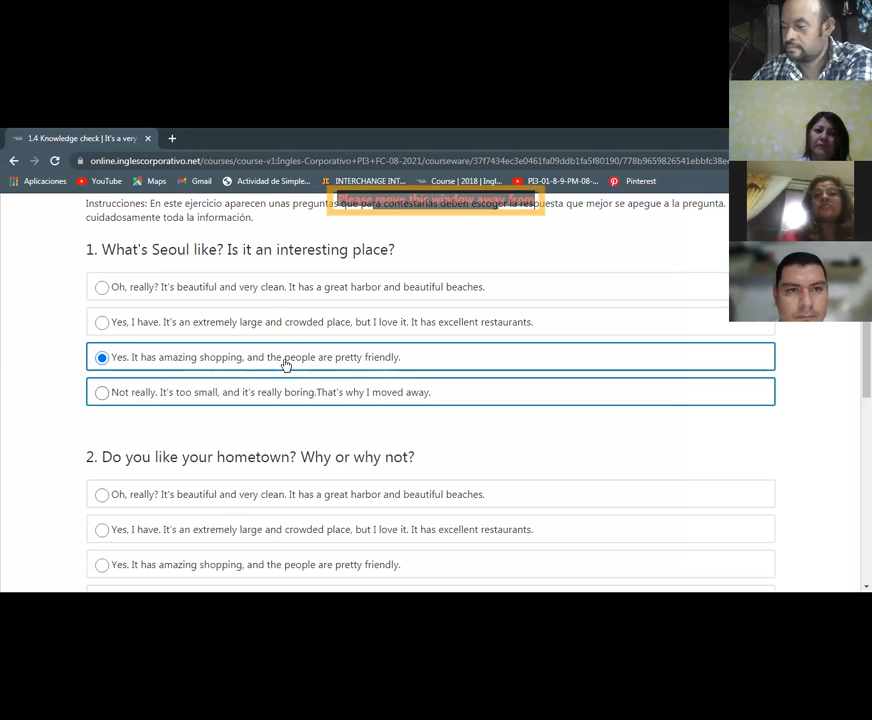 1.4 Knowledge check | It's a very
online.inglescorporativo.net/courses/course-v1:Ingles-Corporativo+PI3+FC-08-2021/courseware/37f7434ec3e0461fa09ddb1fa5f80190/778b9659826541ebbfc38e
Aplicaciones YouTube Maps Gmail Actividad de Simple... INTERCHANGE INT... Course | 2018 | Ingl... PI3-01-8-9-PM-08-... Pinterest
Please move this window away from
Instrucciones: En este ejercicio aparecen unas preguntas que para contestarlas deben escoger la respuesta que mejor se apegue a la pregunta.
cuidadosamente toda la información.
1. What's Seoul like? Is it an interesting place?
Oh, really? It's beautiful and very clean. It has a great harbor and beautiful beaches.
Yes, I have. It's an extremely large and crowded place, but I love it. It has excellent restaurants.
Yes. It has amazing shopping, and the people are pretty friendly.
Not really. It's too small, and it's really boring.That's why I moved away.
2. Do you like your hometown? Why or why not?
Oh, really? It's beautiful and very clean. It has a great harbor and beautiful beaches.
Yes, I have. It's an extremely large and crowded place, but I love it. It has excellent restaurants.
Yes. It has amazing shopping, and the people are pretty friendly.